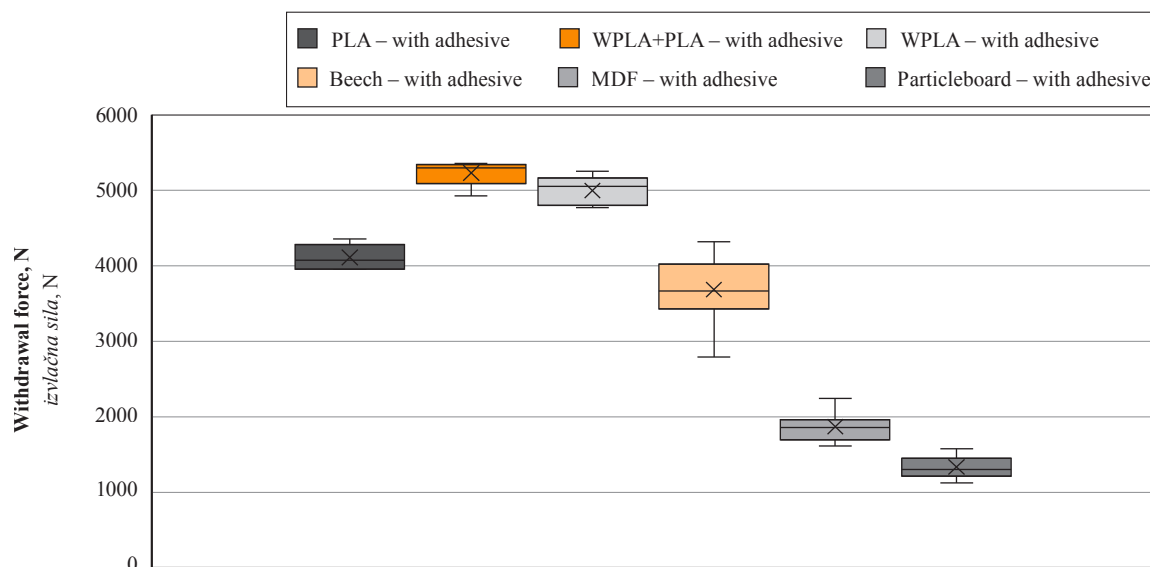 PLA – with adhesive WPLA+PLA – with adhesive WPLA – with adhesive
Beech – with adhesive MDF – with adhesive Particleboard – with adhesive
6000
5000
4000
3000
2000
1000
0
Withdrawal force, N
izvlačna sila, N